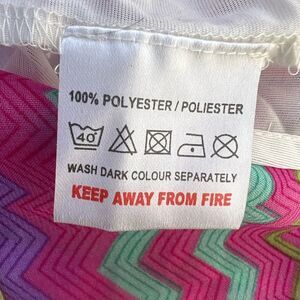 100% POLYESTER / POLIESTER
40°
WASH DARK COLOUR SEPARATELY
KEEP AWAY FROM FIRE